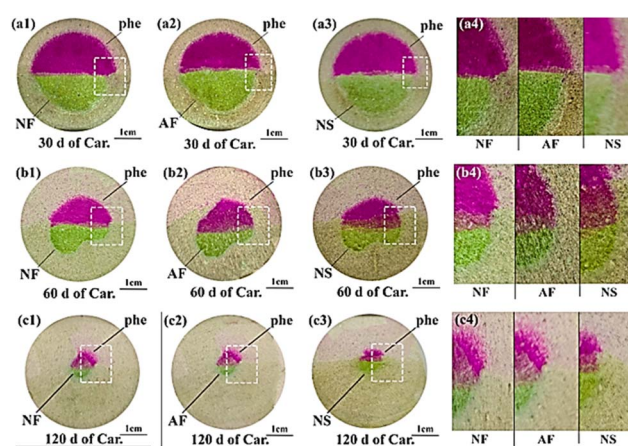 (a1) phe NF 1cm 30 d of Car.
(a2) phe AF 1cm 30 d of Car.
(a3) phe NS 1cm 30 d of Car.
(a4) NF AF NS
(b1) phe NF 1cm 60 d of Car.
(b2) phe AF 1cm 60 d of Car.
(b3) phe NS 1cm 60 d of Car.
(b4) NF AF NS
(c1) phe NF 1cm 120 d of Car.
(c2) phe AF 1cm 120 d of Car.
(c3) phe NS 1cm 120 d of Car.
(c4) NF AF NS